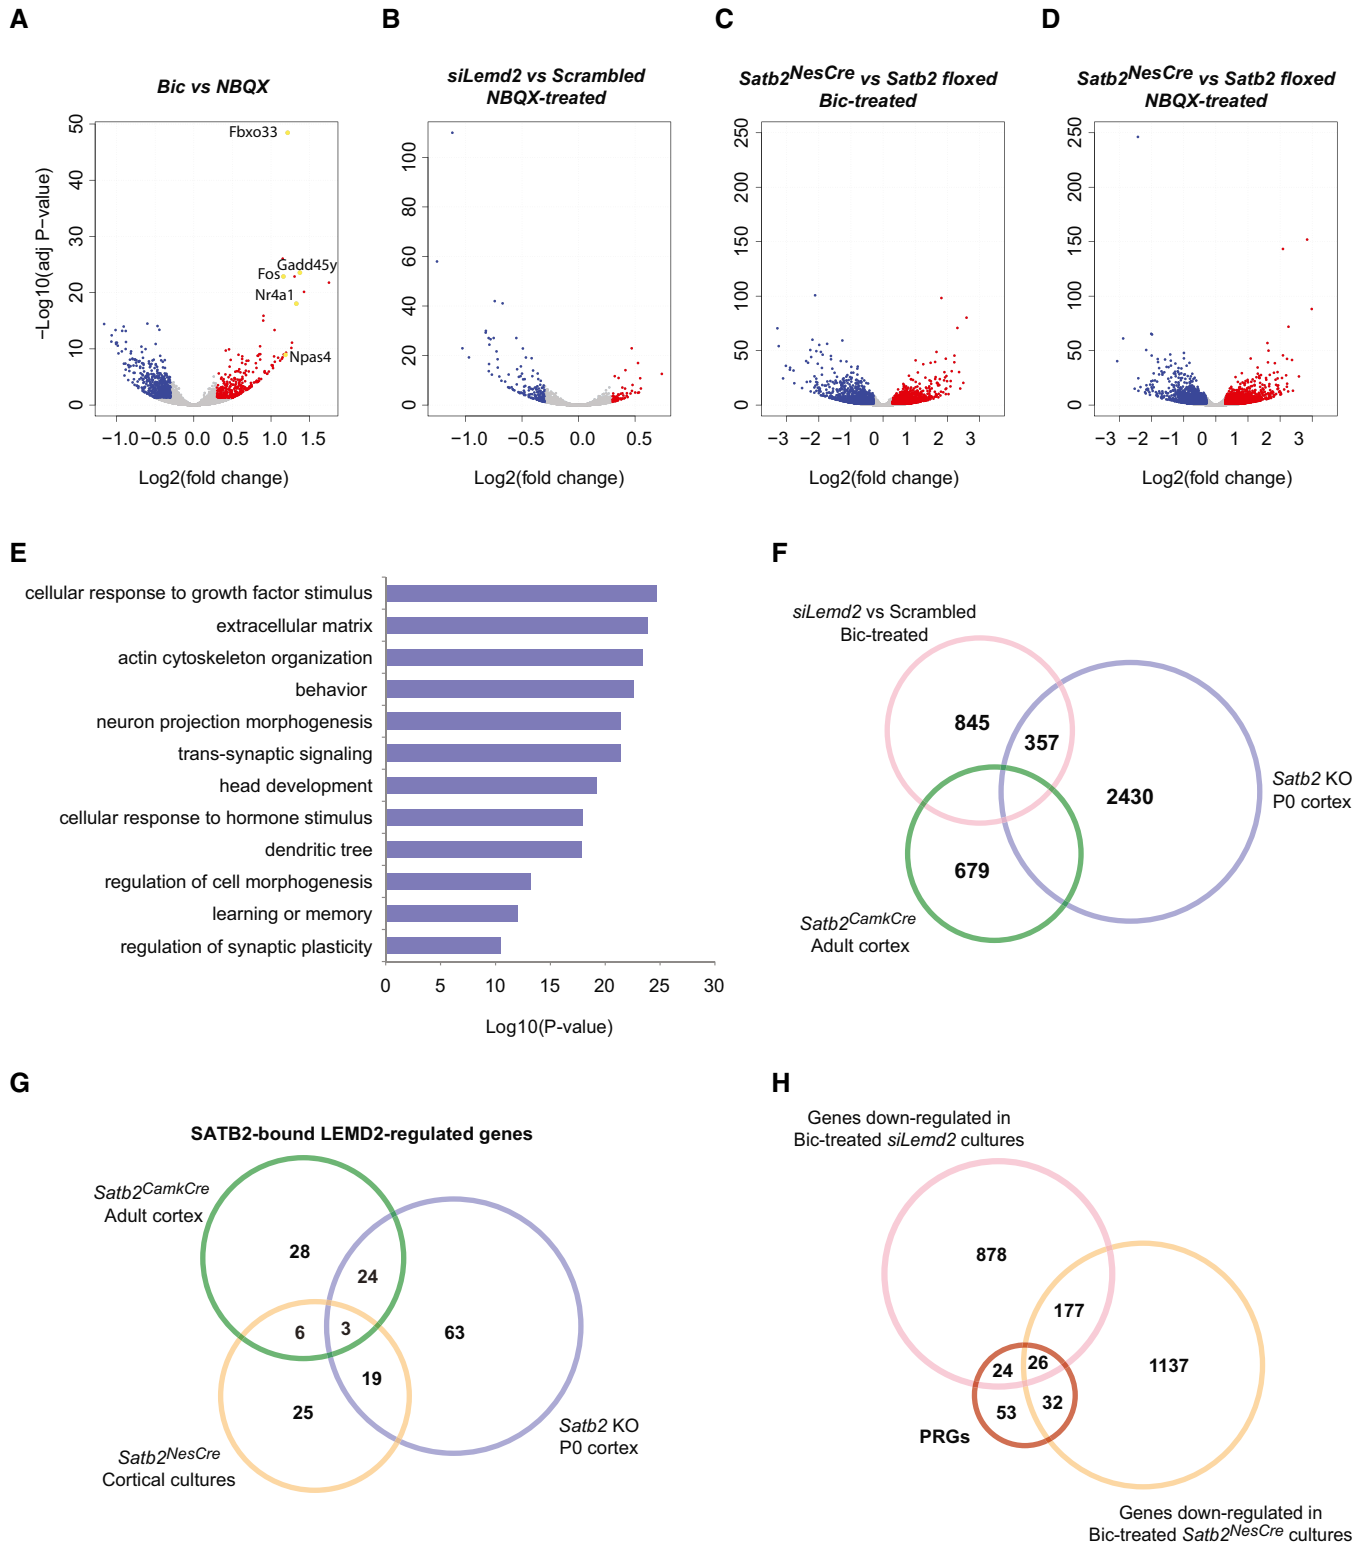 A
B
C
D
Bic vs NBQX
siLemd2 vs Scrambled
NBQX-treated
Satb2NesCre vs Satb2 floxed
Bic-treated
Satb2NesCre vs Satb2 floxed
NBQX-treated
−Log10(adj P−value)
50
40
30
20
10
0
Fbxo33
Gadd45y
Fos
Nr4a1
Npas4
−1.0 −0.5 0.0 0.5 1.0 1.5
Log2(fold change)
100
80
60
40
20
0
−1.0 −0.5 0.0 0.5
Log2(fold change)
250
200
150
100
50
0
−3 −2 −1 0 1 2 3
Log2(fold change)
250
200
150
100
50
0
−3 −2 −1 0 1 2 3
Log2(fold change)
E
cellular response to growth factor stimulus
extracellular matrix
actin cytoskeleton organization
behavior
neuron projection morphogenesis
trans-synaptic signaling
head development
cellular response to hormone stimulus
dendritic tree
regulation of cell morphogenesis
learning or memory
regulation of synaptic plasticity
0 5 10 15 20 25 30
Log10(P-value)
F
siLemd2 vs Scrambled
Bic-treated
845
357
2430
679
Satb2 KO
P0 cortex
Satb2CamkCre
Adult cortex
G
SATB2-bound LEMD2-regulated genes
Satb2CamkCre
Adult cortex
28
24
6
3
63
19
25
Satb2 KO
P0 cortex
Satb2NesCre
Cortical cultures
H
Genes down-regulated in
Bic-treated siLemd2 cultures
878
177
24
26
1137
53
32
PRGs
Genes down-regulated in
Bic-treated Satb2NesCre cultures